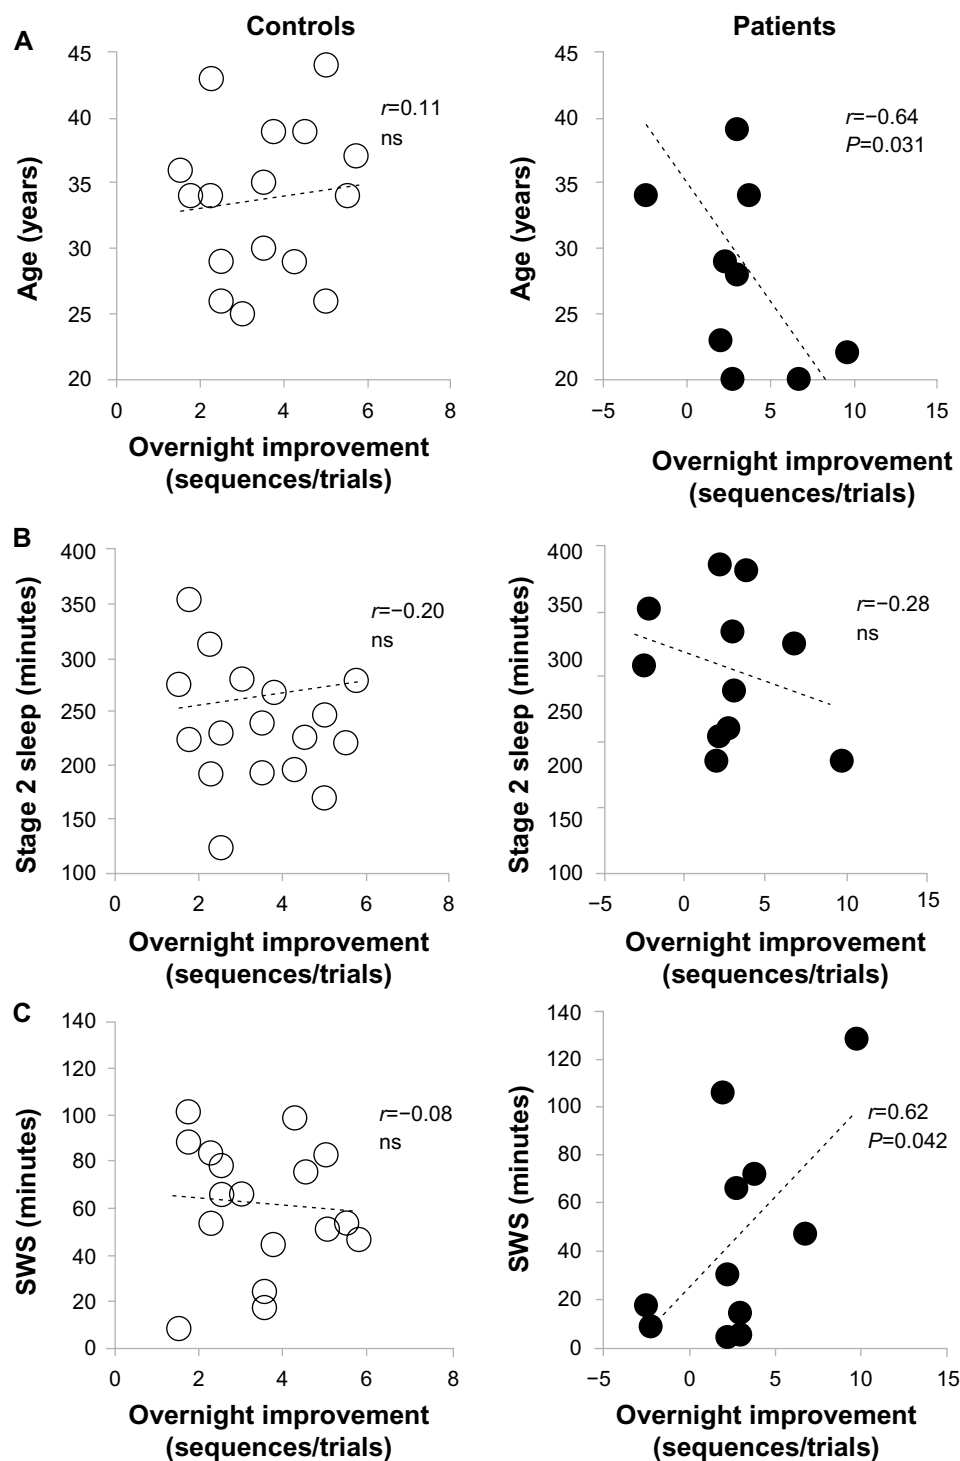 Controls
Patients
A
45
40
35
30
25
20
Age (years)
r=0.11
ns
0
2
4
6
8
Overnight improvement
(sequences/trials)
45
40
35
30
25
20
Age (years)
r=−0.64
P=0.031
−5
0
5
10
15
Overnight improvement
(sequences/trials)
B
400
350
300
250
200
150
100
Stage 2 sleep (minutes)
r=−0.20
ns
0
2
4
6
8
Overnight improvement
(sequences/trials)
400
350
300
250
200
150
100
Stage 2 sleep (minutes)
r=−0.28
ns
−5
0
5
10
15
Overnight improvement
(sequences/trials)
C
140
120
100
80
60
40
20
0
SWS (minutes)
r=−0.08
ns
0
2
4
6
8
Overnight improvement
(sequences/trials)
140
120
100
80
60
40
20
0
SWS (minutes)
r=0.62
P=0.042
−5
0
5
10
15
Overnight improvement
(sequences/trials)